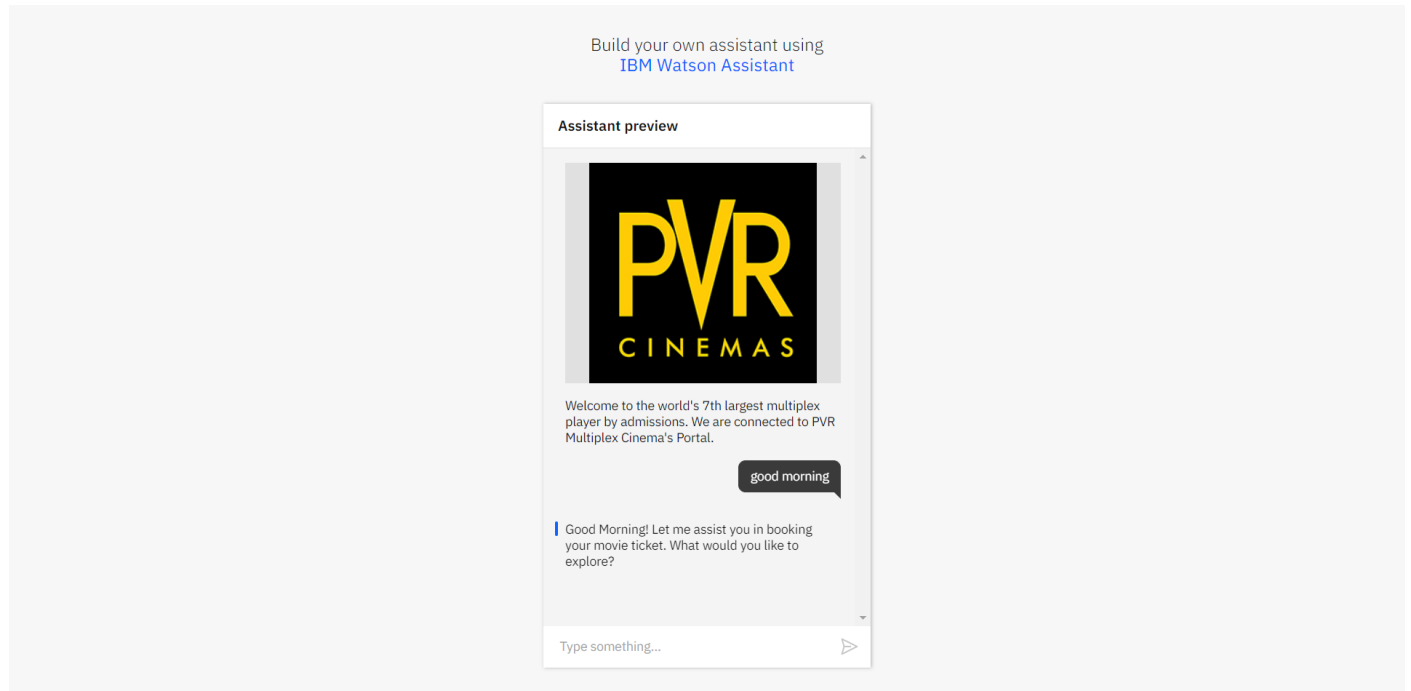 Build your own assistant using
IBM Watson Assistant
Assistant preview
PVR
CINEMAS
Welcome to the world's 7th largest multiplex
player by admissions. We are connected to PVR
Multiplex Cinema's Portal.
good morning
Good Morning! Let me assist you in booking
your movie ticket. What would you like to
explore?
Type something...